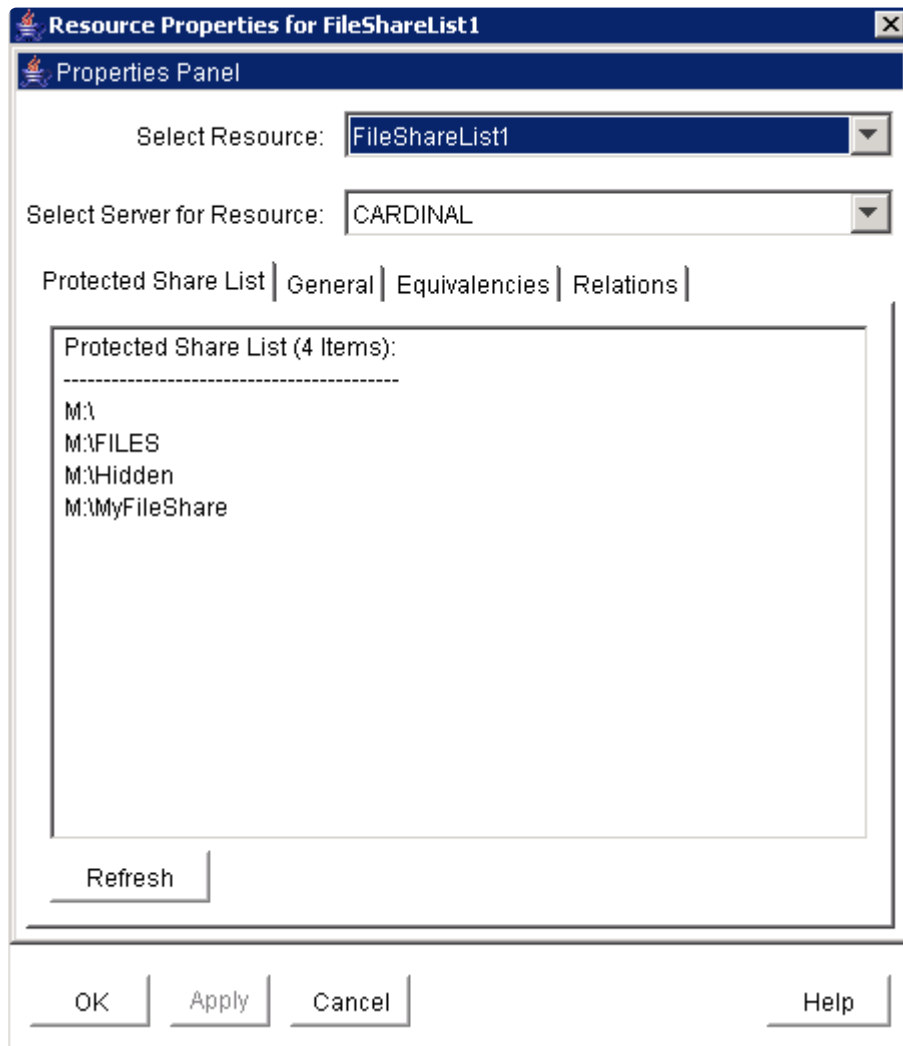 Resource Properties for FileShareList1
Properties Panel
Select Resource: FileShareList1
Select Server for Resource: CARDINAL
Protected Share List General Equivalencies Relations
Protected Share List (4 Items):
------------------------------------------
M:\
M:\FILES
M:\Hidden
M:\MyFileShare
Refresh
OK Apply Cancel Help